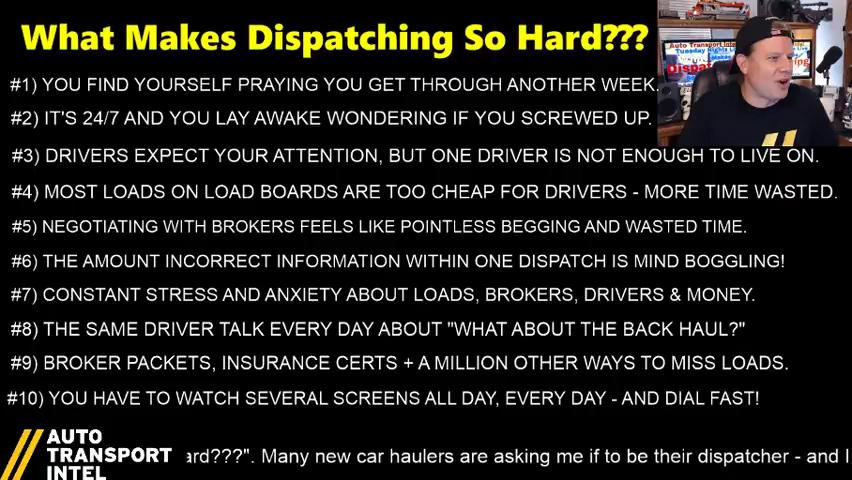 What Makes Dispatching So Hard???
#1) YOU FIND YOURSELF PRAYING YOU GET THROUGH ANOTHER WEEK.
#2) IT'S 24/7 AND YOU LAY AWAKE WONDERING IF YOU SCREWED UP.
#3) DRIVERS EXPECT YOUR ATTENTION, BUT ONE DRIVER IS NOT ENOUGH TO LIVE ON.
#4) MOST LOADS ON LOAD BOARDS ARE TOO CHEAP FOR DRIVERS - MORE TIME WASTED.
#5) NEGOTIATING WITH BROKERS FEELS LIKE POINTLESS BEGGING AND WASTED TIME.
#6) THE AMOUNT INCORRECT INFORMATION WITHIN ONE DISPATCH IS MIND BOGGLING!
#7) CONSTANT STRESS AND ANXIETY ABOUT LOADS, BROKERS, DRIVERS & MONEY.
#8) THE SAME DRIVER TALK EVERY DAY ABOUT "WHAT ABOUT THE BACK HAUL?"
#9) BROKER PACKETS, INSURANCE CERTS + A MILLION OTHER WAYS TO MISS LOADS.
#10) YOU HAVE TO WATCH SEVERAL SCREENS ALL DAY, EVERY DAY - AND DIAL FAST!
AUTO
TRANSPORT
INTEL
ard???". Many new car haulers are asking me if to be their dispatcher - and I
Auto Transport
Tuesday Night